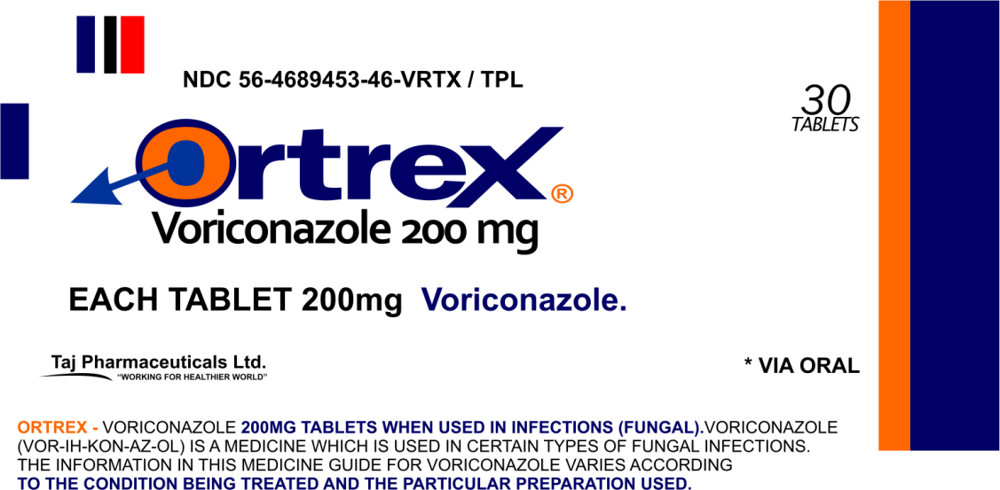 NDC 56-4689453-46-VRTX / TPL
30
TABLETS
Ortrex®
Voriconazole 200 mg
EACH TABLET 200mg Voriconazole.
Taj Pharmaceuticals Ltd.
“WORKING FOR HEALTHIER WORLD”
* VIA ORAL
ORTREX - VORICONAZOLE 200MG TABLETS WHEN USED IN INFECTIONS (FUNGAL).VORICONAZOLE
(VOR-IH-KON-AZ-OL) IS A MEDICINE WHICH IS USED IN CERTAIN TYPES OF FUNGAL INFECTIONS.
THE INFORMATION IN THIS MEDICINE GUIDE FOR VORICONAZOLE VARIES ACCORDING
TO THE CONDITION BEING TREATED AND THE PARTICULAR PREPARATION USED.